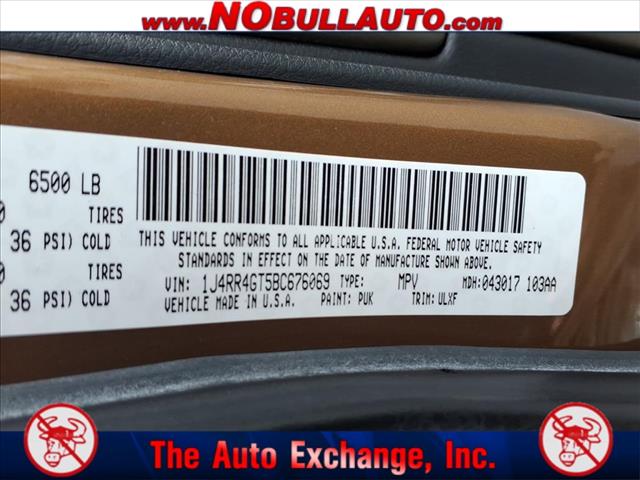 www.NOBULLAUTO.com
6500 LB
TIRES
36 PSI) COLD
TIRES
36 PSI) COLD
THIS VEHICLE CONFORMS TO ALL APPLICABLE U.S.A. FEDERAL MOTOR VEHICLE SAFETY
STANDARDS IN EFFECT ON THE DATE OF MANUFACTURE SHOWN ABOVE.
VIN: 1J4RR4GT5BC676069 TYPE: MPV MDH:043017 103AA
VEHICLE MADE IN U.S.A. PAINT: PUK TRIM: ULXF
The Auto Exchange, Inc.